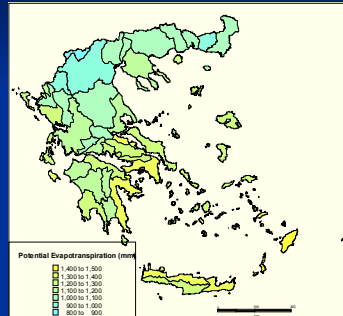 Potential Evapotranspiration (mm)
1,400 to 1,500
1,300 to 1,400
1,200 to 1,300
1,100 to 1,200
1,000 to 1,100
900 to 1,000
800 to 900